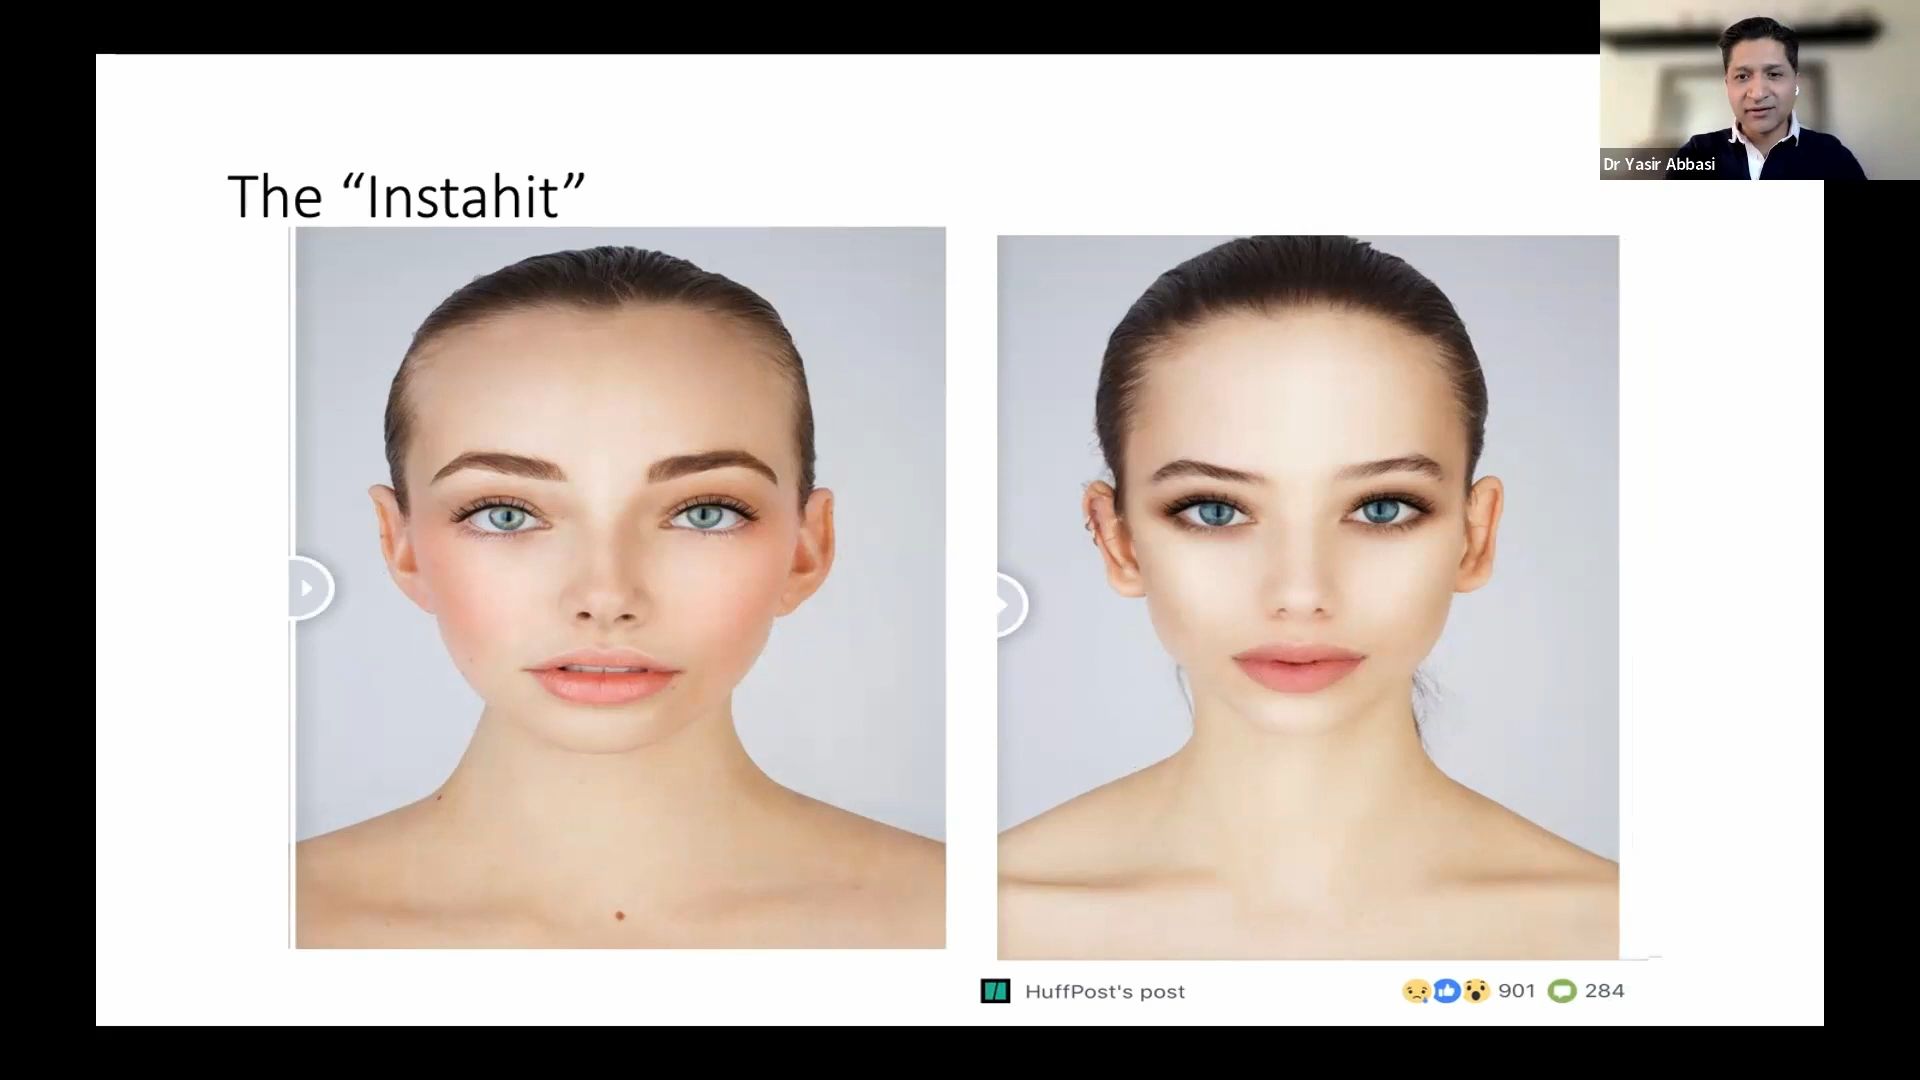 Dr Yasir Abbasi
The “Instahit”
HuffPost's post
901
284